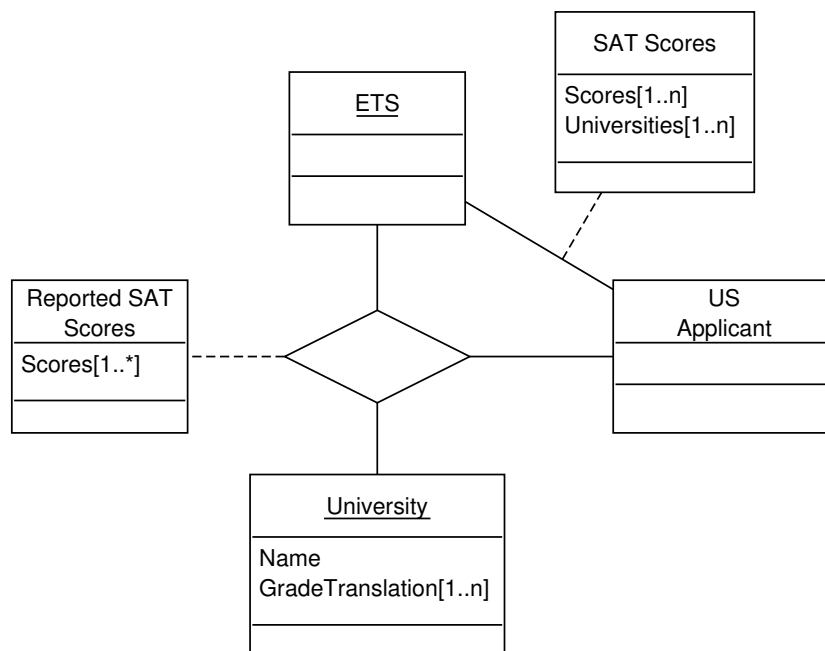 SAT Scores
Scores[1..n]
Universities[1..n]
ETS
Reported SAT
Scores
Scores[1..*]
US
Applicant
University
Name
GradeTranslation[1..n]